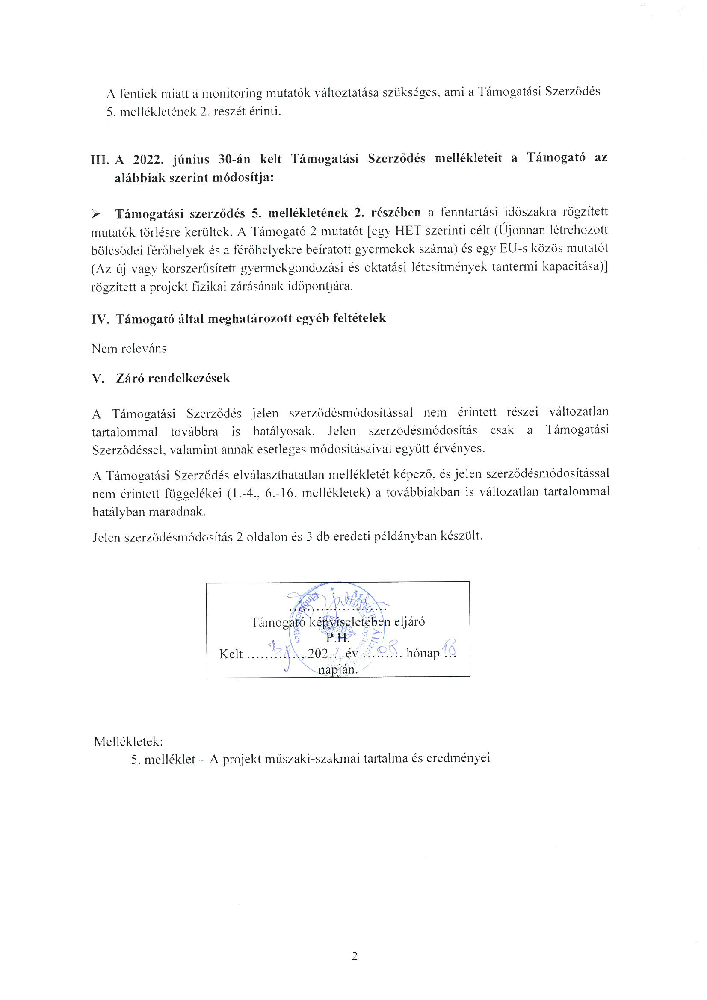 A fentiek miatt a monitoring mutatók változtatása szükséges, ami a Támogatási Szerződés
5. mellékletének 2. részét érinti.
III. A 2022. június 30-án kelt Támogatási Szerződés mellékleteit a Támogató az
alábbiak szerint módosítja:
➢ Támogatási szerződés 5. mellékletének 2. részében a fenntartási időszakra rögzített
mutatók törlésre kerültek. A Támogató 2 mutatót [egy HET szerinti célt (Újonnan létrehozott
bölcsődei férőhelyek és a férőhelyekre beíratott gyermekek száma) és egy EU-s közös mutatót
(Az új vagy korszerűsített gyermekgondozási és oktatási létesítmények tantermi kapacitása)]
rögzített a projekt fizikai zárásának időpontjára.
IV. Támogató által meghatározott egyéb feltételek
Nem releváns
V. Záró rendelkezések
A Támogatási Szerződés jelen szerződésmódosítással nem érintett részei változatlan
tartalommal továbbra is hatályosak. Jelen szerződésmódosítás csak a Támogatási
Szerződéssel, valamint annak esetleges módosításaival együtt érvényes.
A Támogatási Szerződés elválaszthatatlan mellékletét képező, és jelen szerződésmódosítással
nem érintett függelékei (1.-4., 6.-16. mellékletek) a továbbiakban is változatlan tartalommal
hatályban maradnak.
Jelen szerződésmódosítás 2 oldalon és 3 db eredeti példányban készült.
Magyar Állam
Elnökhelyettes
Támogató képviseletében eljáró
P.H.
Kelt Bp, 2022 év 08 hónap 18
napján.
Mellékletek:
5. melléklet – A projekt műszaki-szakmai tartalma és eredményei
2